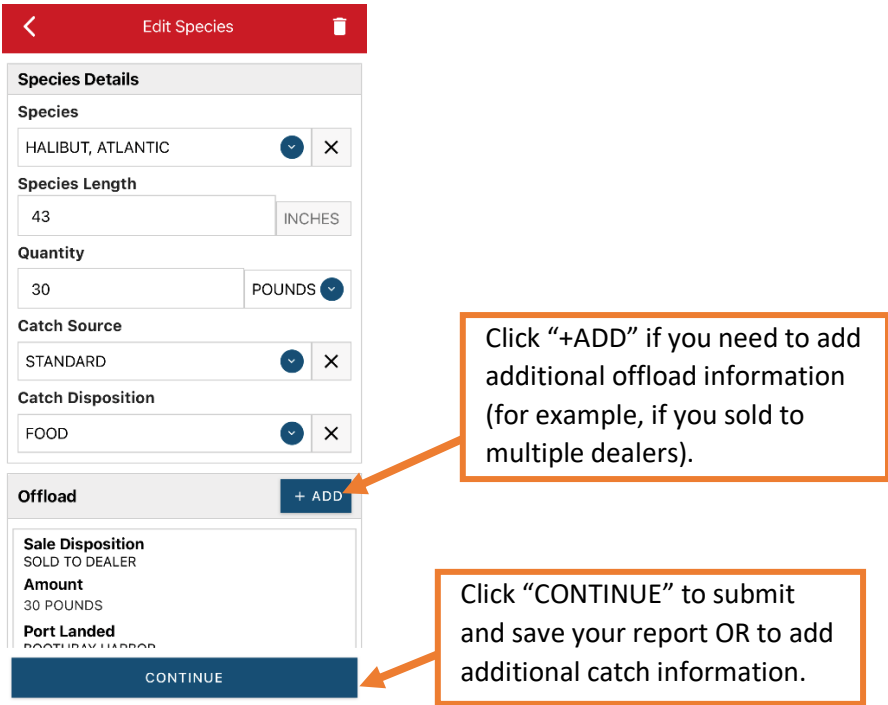 Edit Species
Species Details
Species
HALIBUT, ATLANTIC
Species Length
43 INCHES
Quantity
30 POUNDS
Catch Source
STANDARD
Catch Disposition
FOOD
Offload + ADD
Sale Disposition
SOLD TO DEALER
Amount
30 POUNDS
Port Landed
BOOTHBAY HARBOR
CONTINUE
Click “+ADD” if you need to add
additional offload information
(for example, if you sold to
multiple dealers).
Click “CONTINUE” to submit
and save your report OR to add
additional catch information.